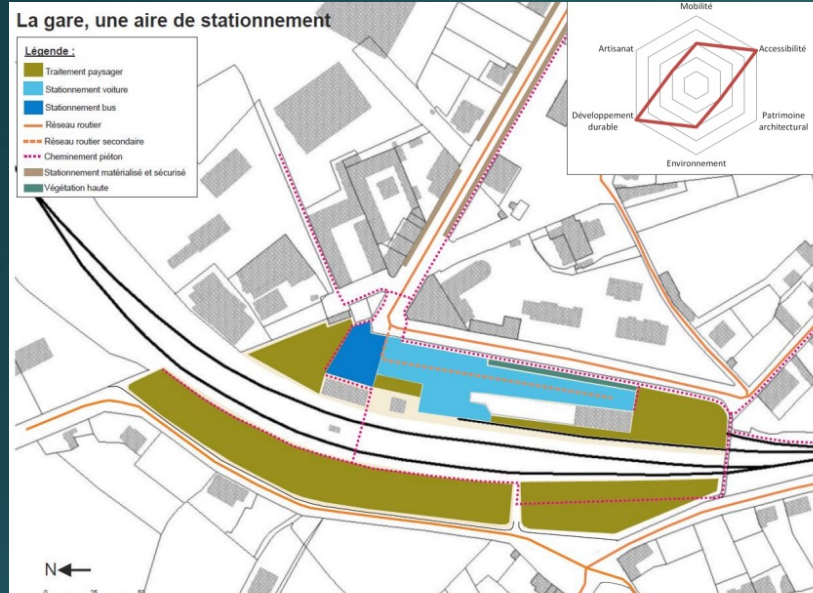 La gare, une aire de stationnement
Légende :
Traitement paysager
Stationnement voiture
Stationnement bus
Réseau routier
Réseau routier secondaire
Cheminement piéton
Stationnement matérialisé et sécurisé
Végétation haute
Mobilité
Artisanat
Accessibilité
Développement
durable
Patrimoine
architectural
Environnement
N